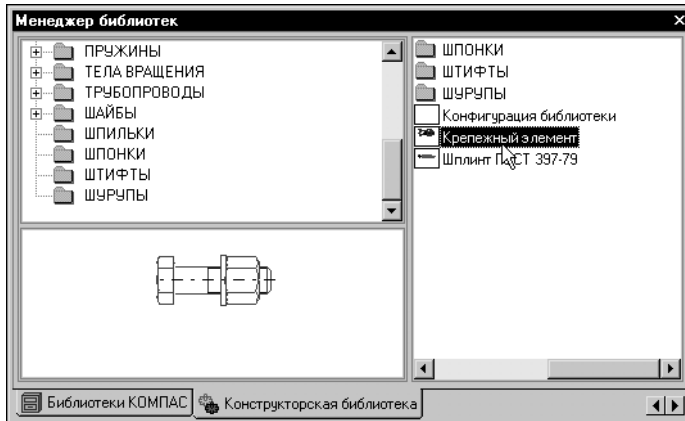 Менеджер библиотек
ПРУЖИНЫ
ТЕЛА ВРАЩЕНИЯ
ТРУБОПРОВОДЫ
ШАЙБЫ
ШПИЛЬКИ
ШПОНКИ
ШТИФТЫ
ШУРУПЫ
ШПОНКИ
ШТИФТЫ
ШУРУПЫ
Конфигурация библиотеки
Крепежный элемент
Шплинт ГОСТ 397-79
Библиотеки КОМПАС
Конструкторская библиотека